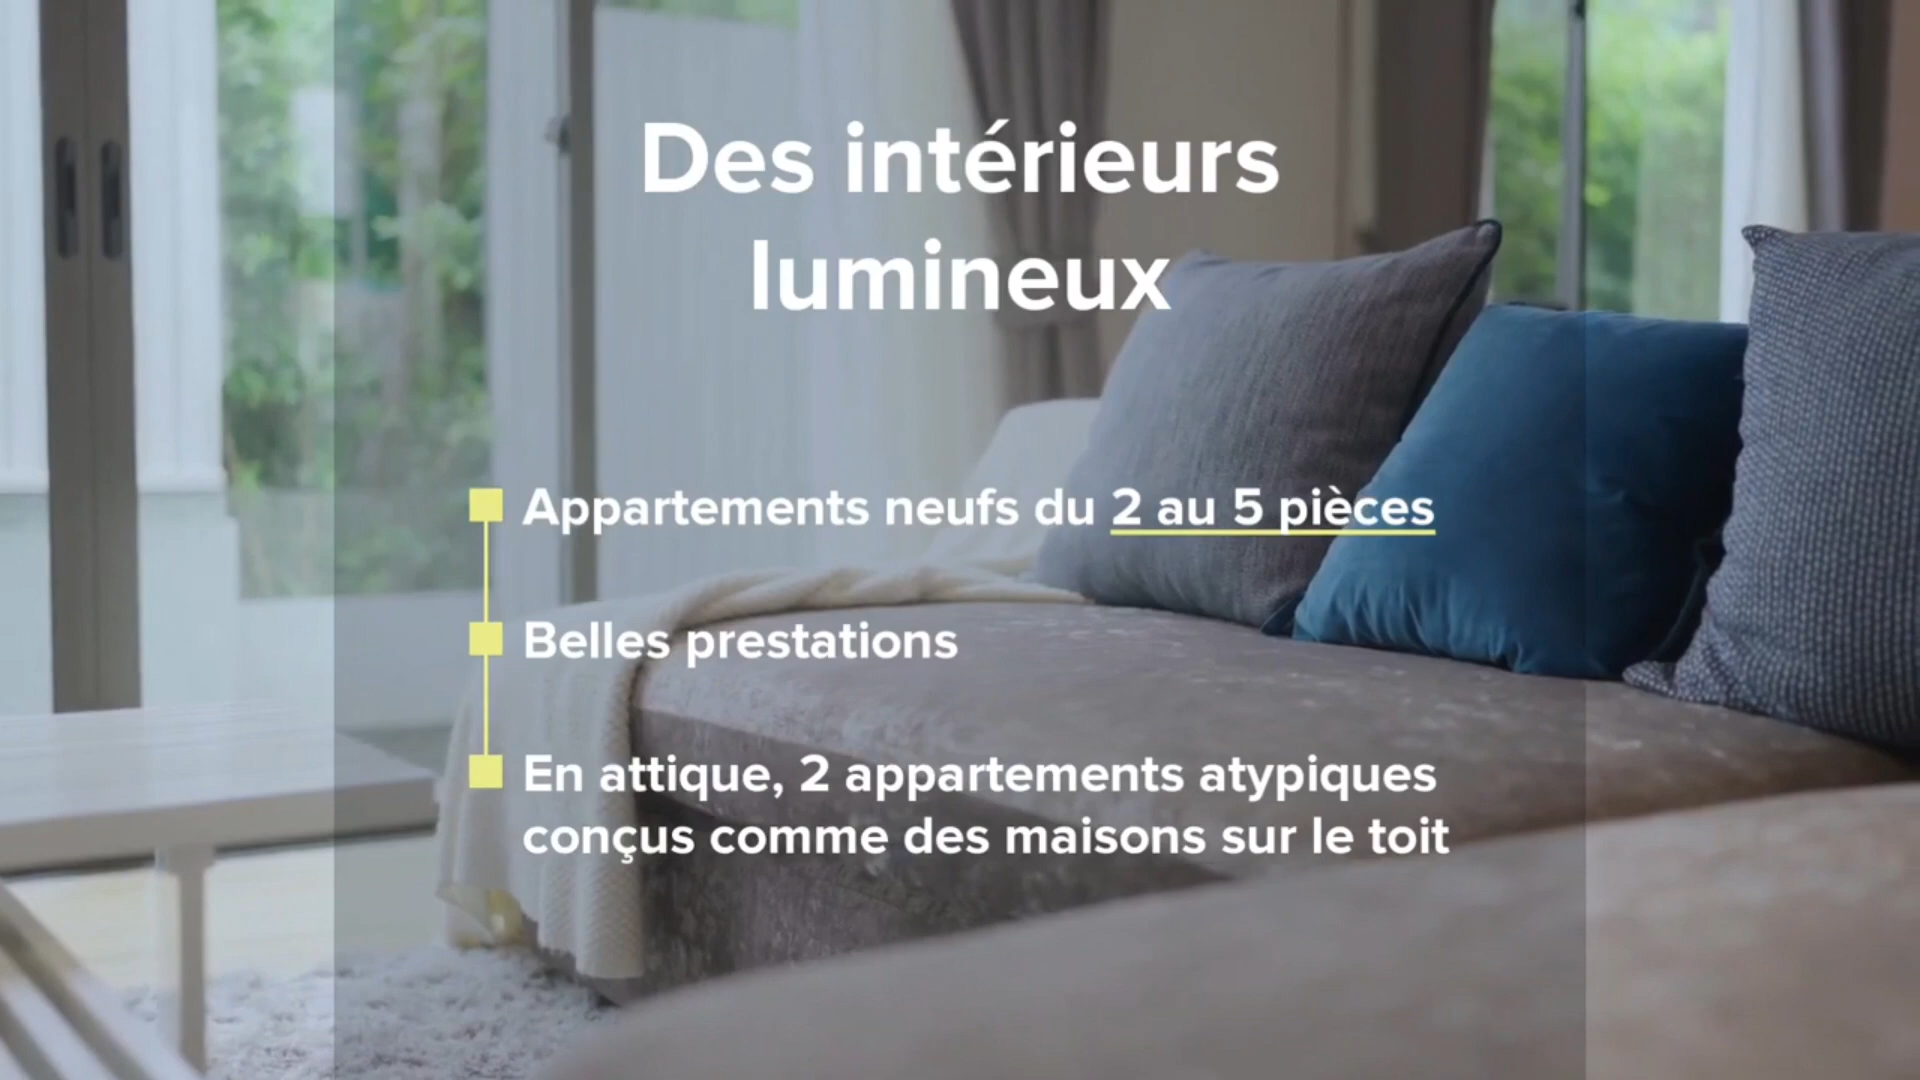 Des intérieurs
lumineux
Appartements neufs du 2 au 5 pièces
Belles prestations
En attique, 2 appartements atypiques
conçus comme des maisons sur le toit